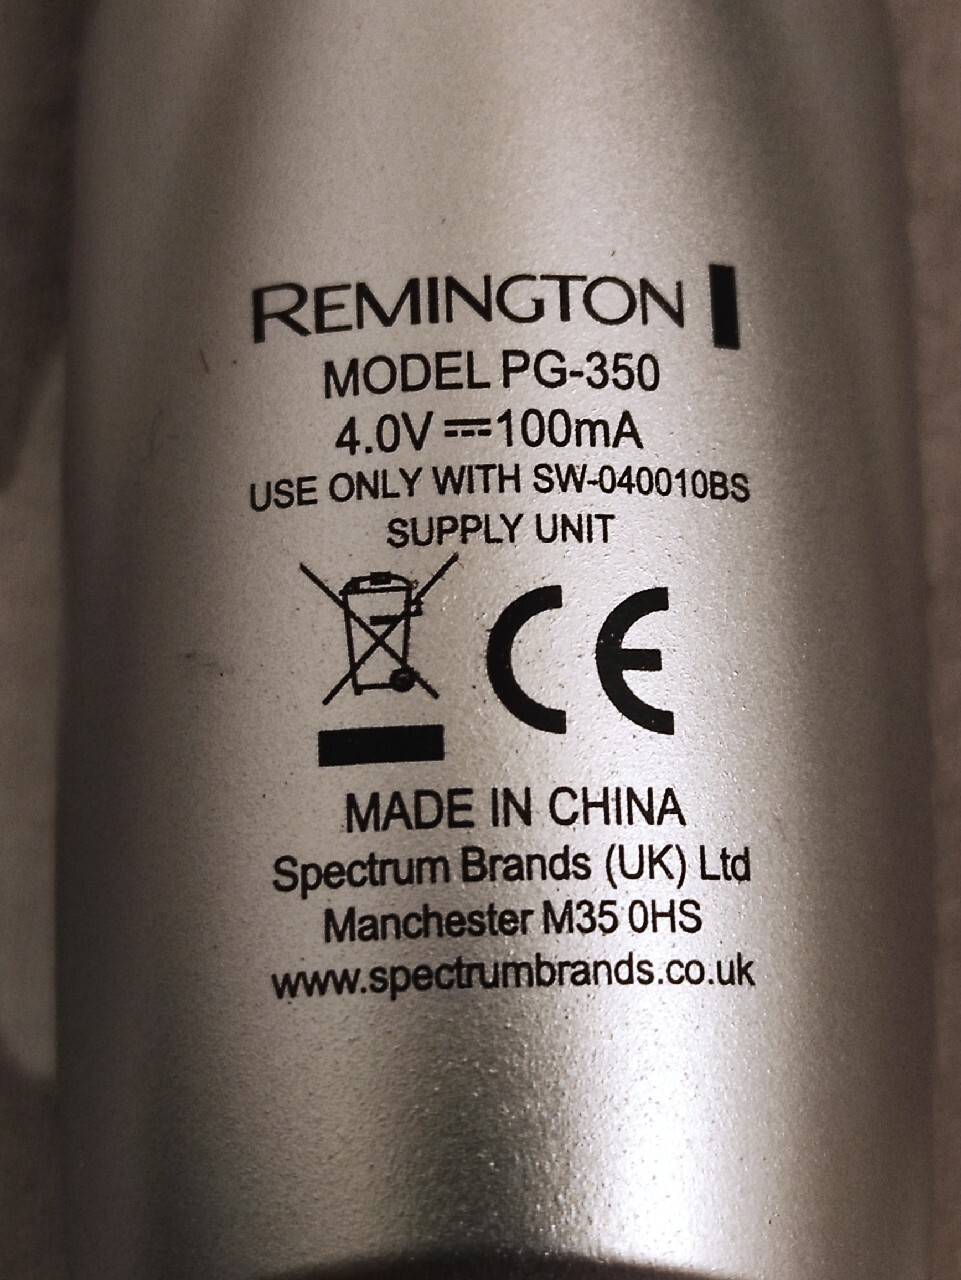 REMINGTON
MODEL PG-350
4.0V ⎓ 100mA
USE ONLY WITH SW-040010BS
SUPPLY UNIT
CE
MADE IN CHINA
Spectrum Brands (UK) Ltd
Manchester M35 0HS
www.spectrumbrands.co.uk